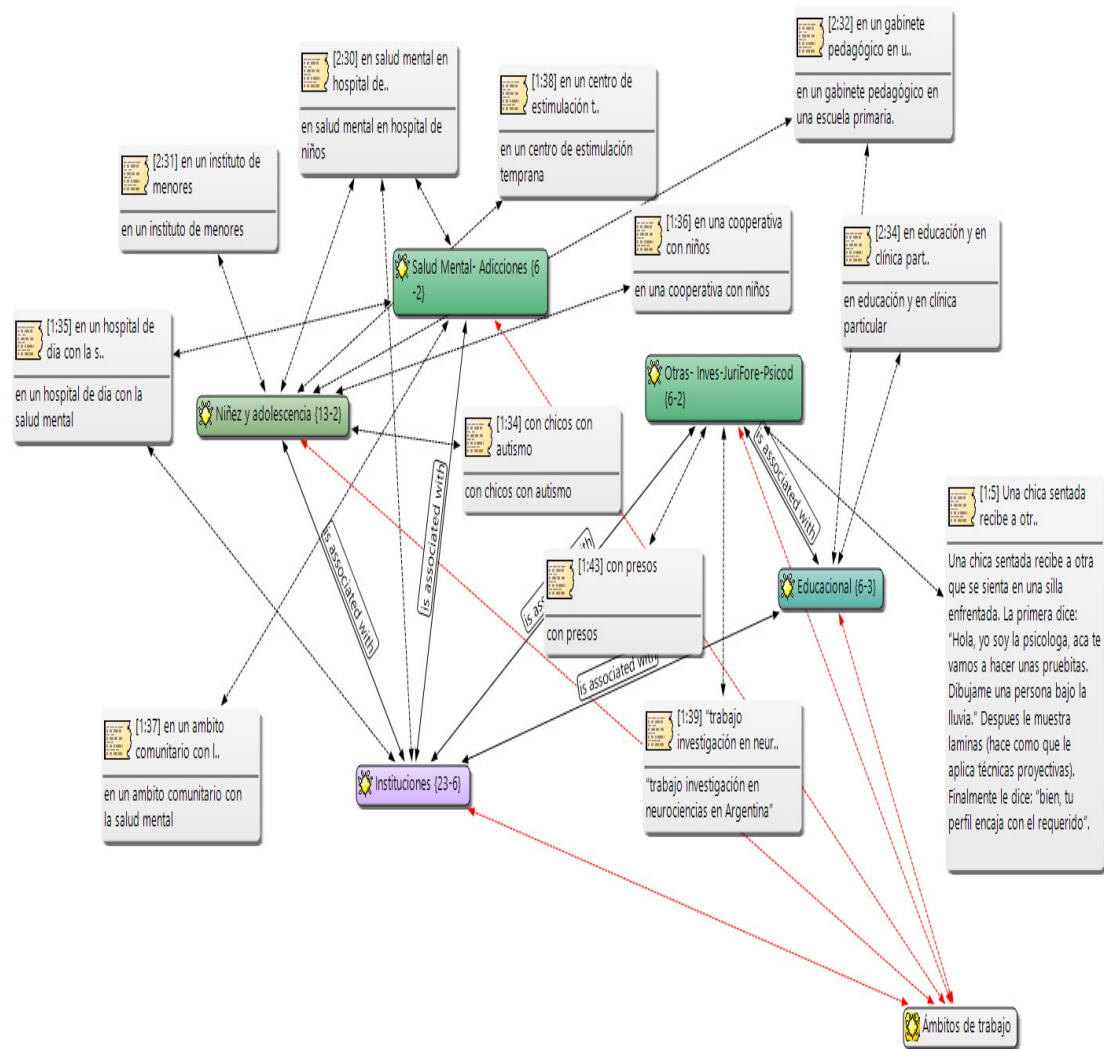 [2:32] en un gabinete
pedagógico en u..
en un gabinete pedagógico en
una escuela primaria.
[2:30] en salud mental en
hospital de..
en salud mental en hospital de
niños
[1:38] en un centro de
estimulación t..
en un centro de estimulación
temprana
[2:31] en un instituto de
menores
en un instituto de menores
[1:36] en una cooperativa
con niños
en una cooperativa con niños
[2:34] en educación y en
clínica part..
en educación y en clínica
particular
Salud Mental- Adicciones {6
-2}
[1:35] en un hospital de
dia con la s..
en un hospital de dia con la
salud mental
Otras- Inves-JuriFore-Psicod
{6-2}
Niñez y adolescencia {13-2}
[1:34] con chicos con
autismo
con chicos con autismo
is associated with
is associated with
is associated with
is associated with
is associated with
[1:5] Una chica sentada
recibe a otr..
Una chica sentada recibe a otra
que se sienta en una silla
enfrentada. La primera dice:
"Hola, yo soy la psicologa, aca te
vamos a hacer unas pruebitas.
Dibujame una persona bajo la
lluvia." Despues le muestra
laminas (hace como que le
aplica técnicas proyectivas).
Finalmente le dice: "bien, tu
perfil encaja con el requerido".
[1:43] con presos
con presos
Educacional {6-3}
[1:37] en un ambito
comunitario con l..
en un ambito comunitario con
la salud mental
Instituciones {23-6}
[1:39] "trabajo
investigación en neur..
"trabajo investigación en
neurociencias en Argentina"
Ámbitos de trabajo